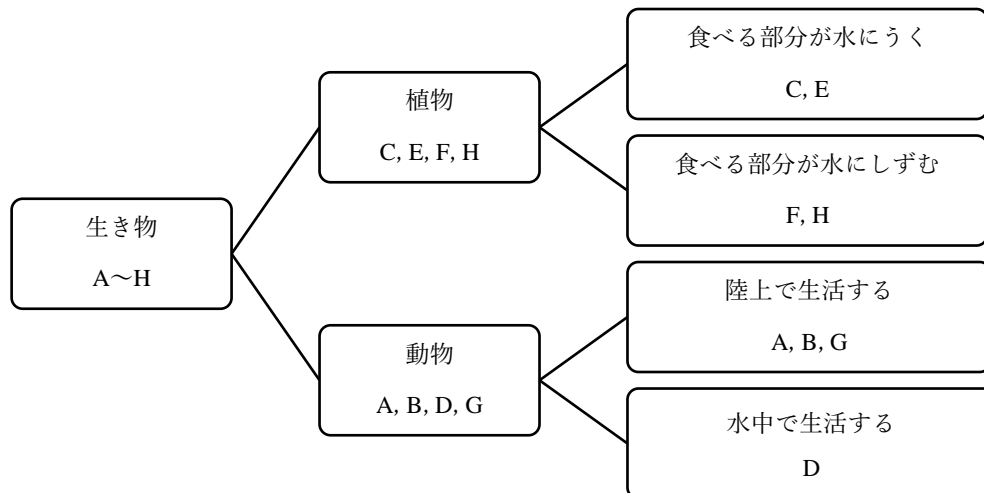 生き物
A～H
植物
C, E, F, H
動物
A, B, D, G
食べる部分が水にうく
C, E
食べる部分が水にしずむ
F, H
陸上で生活する
A, B, G
水中で生活する
D